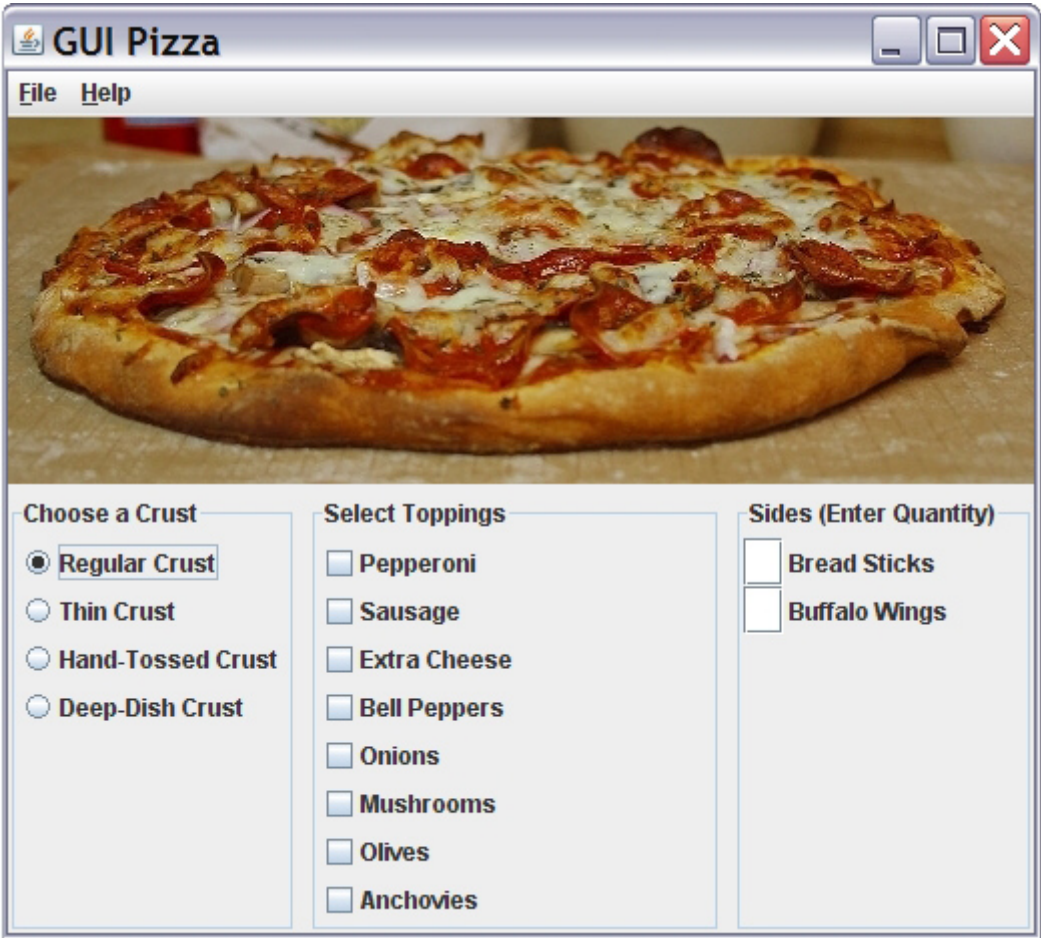 GUI Pizza
File Help
Choose a Crust
Regular Crust
Thin Crust
Hand-Tossed Crust
Deep-Dish Crust
Select Toppings
Pepperoni
Sausage
Extra Cheese
Bell Peppers
Onions
Mushrooms
Olives
Anchovies
Sides (Enter Quantity)
Bread Sticks
Buffalo Wings